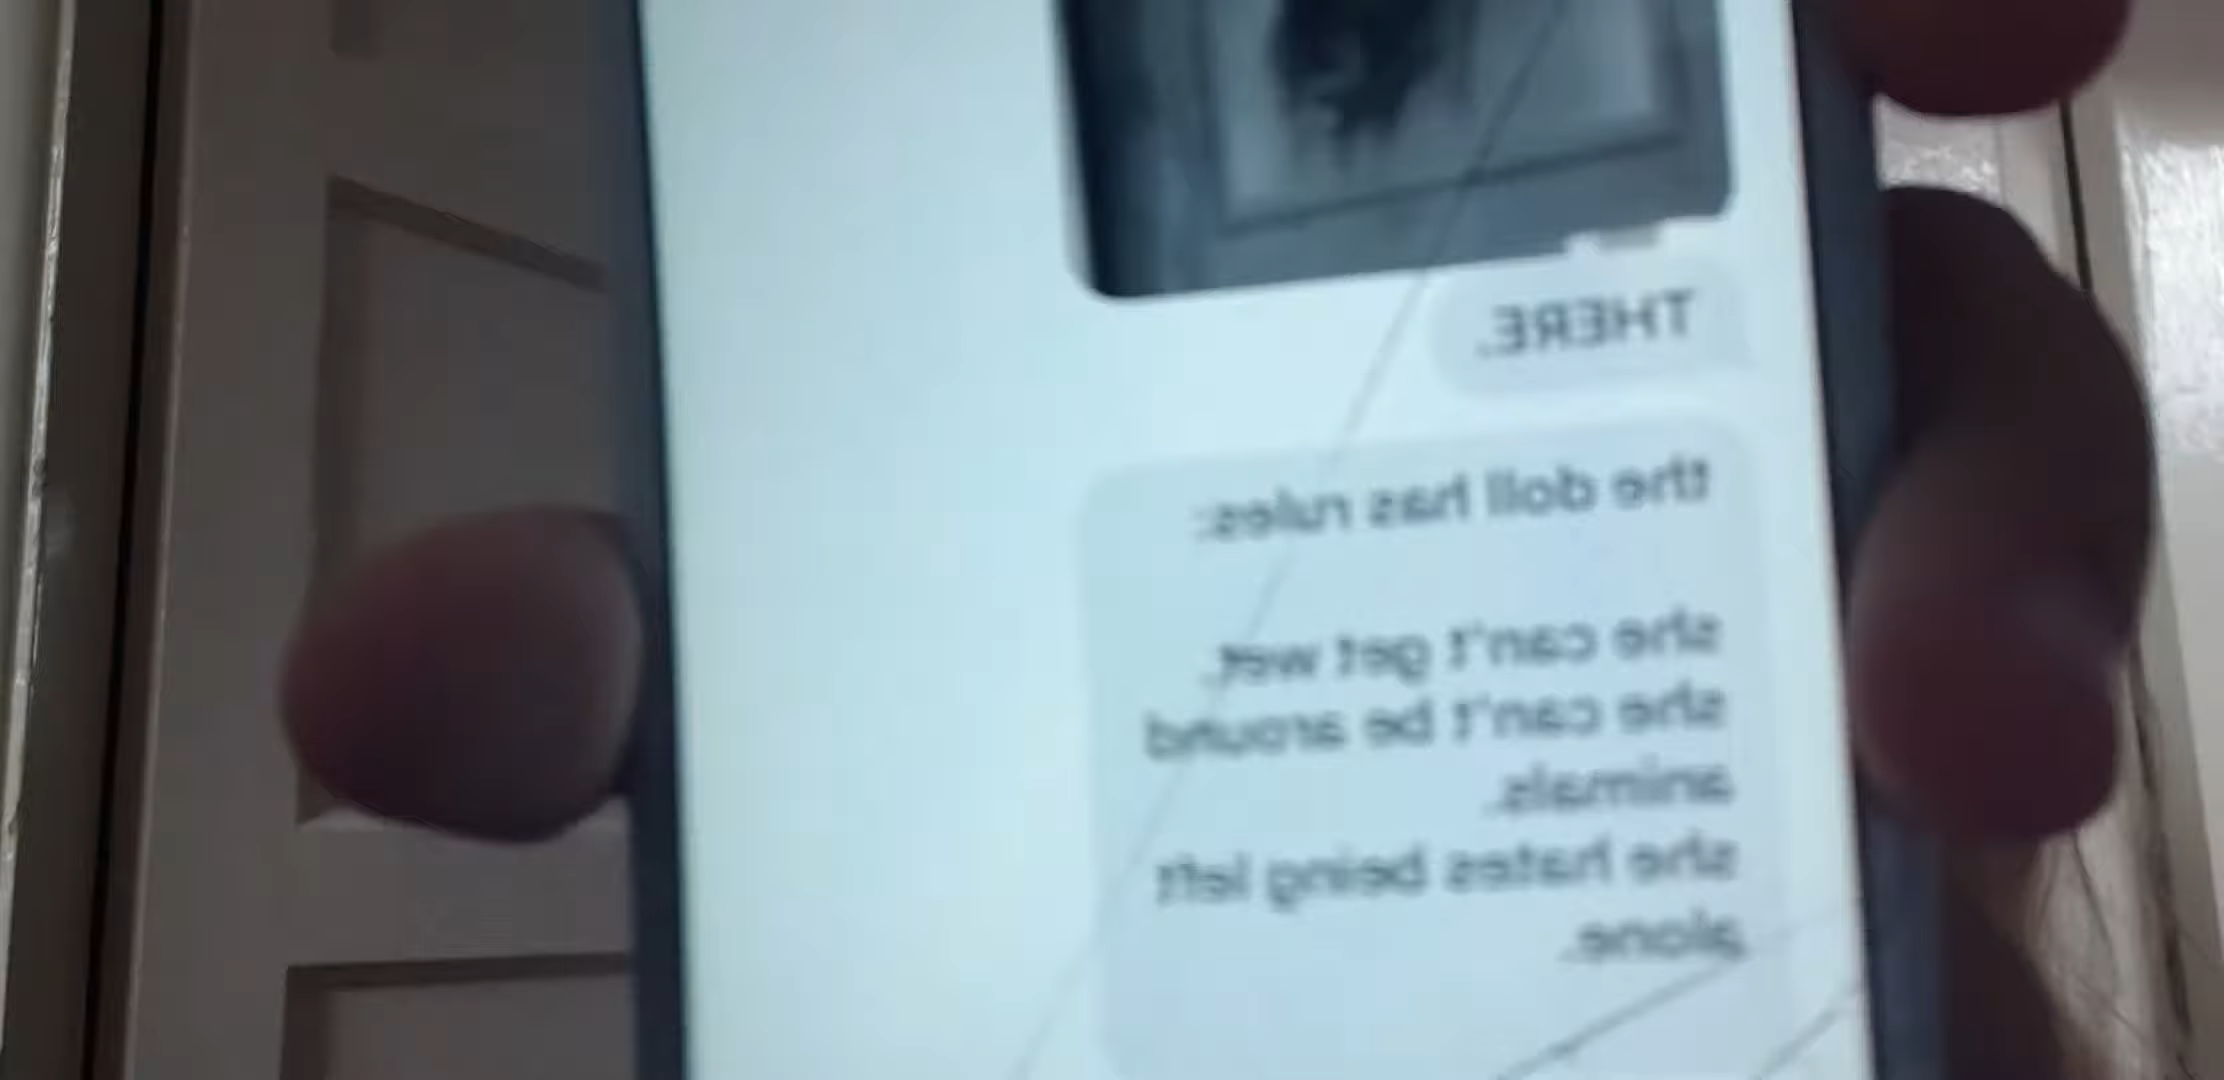 THERE.
the doll has rules:
she can't get wet.
she can't be around
animals.
she hates being left
alone.